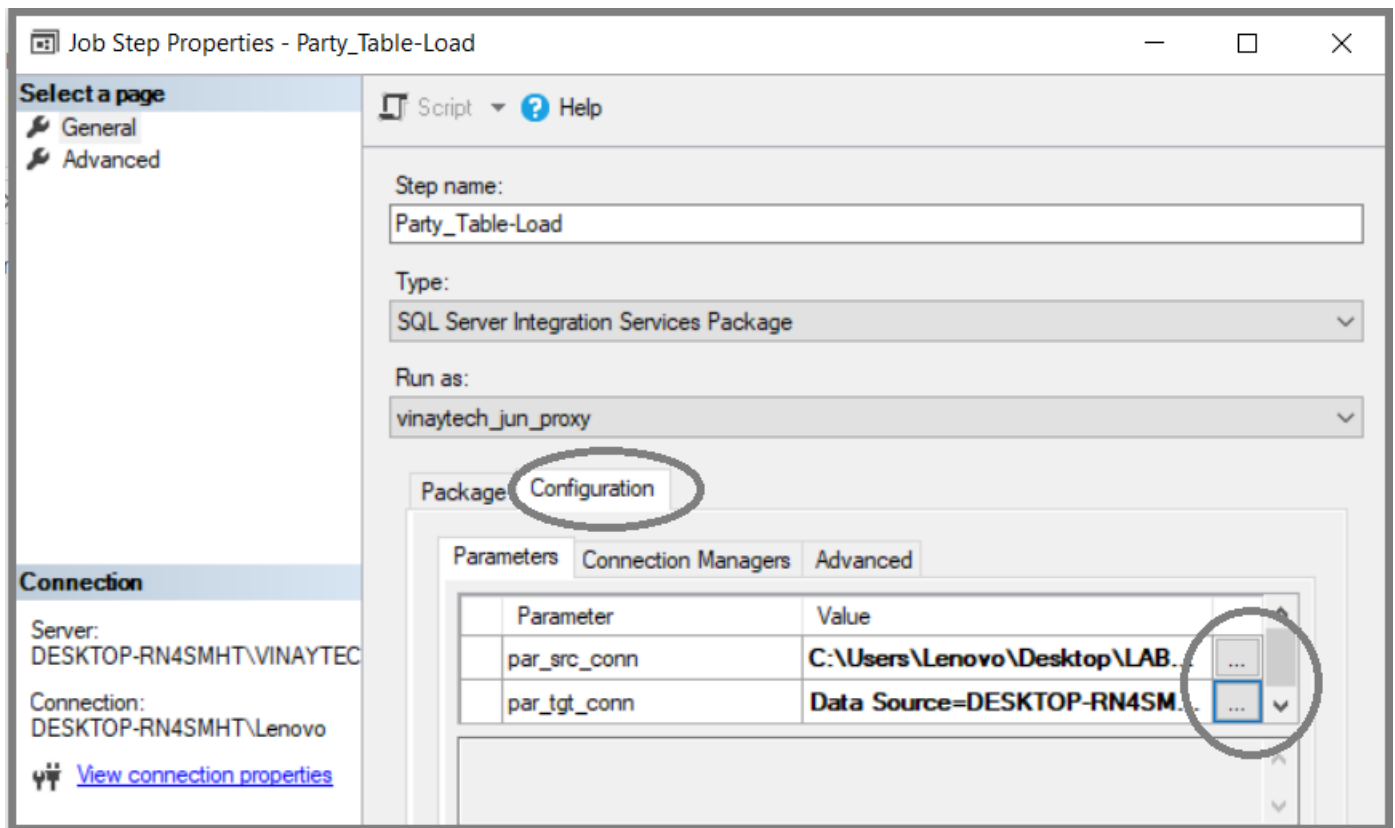 Job Step Properties - Party_Table-Load
Select a page
General
Advanced
Script
Help
Step name:
Party_Table-Load
Type:
SQL Server Integration Services Package
Run as:
vinaytech_jun_proxy
Package
Configuration
Parameters
Connection Managers
Advanced
Parameter
Value
par_src_conn
C:\Users\Lenovo\Desktop\LAB...
...
par_tgt_conn
Data Source=DESKTOP-RN4SM...
...
Connection
Server:
DESKTOP-RN4SMHT\VINAYTEC
Connection:
DESKTOP-RN4SMHT\Lenovo
View connection properties